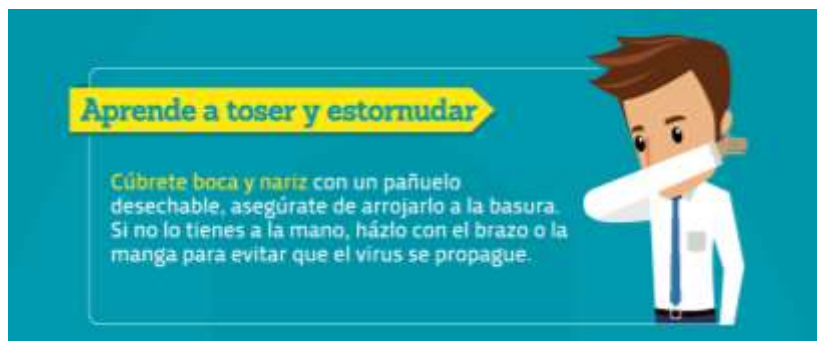 Aprende a toser y estornudar
Cúbrete boca y nariz con un pañuelo
desechable, asegúrate de arrojarlo a la basura.
Si no lo tienes a la mano, házlo con el brazo o la
manga para evitar que el virus se propague.